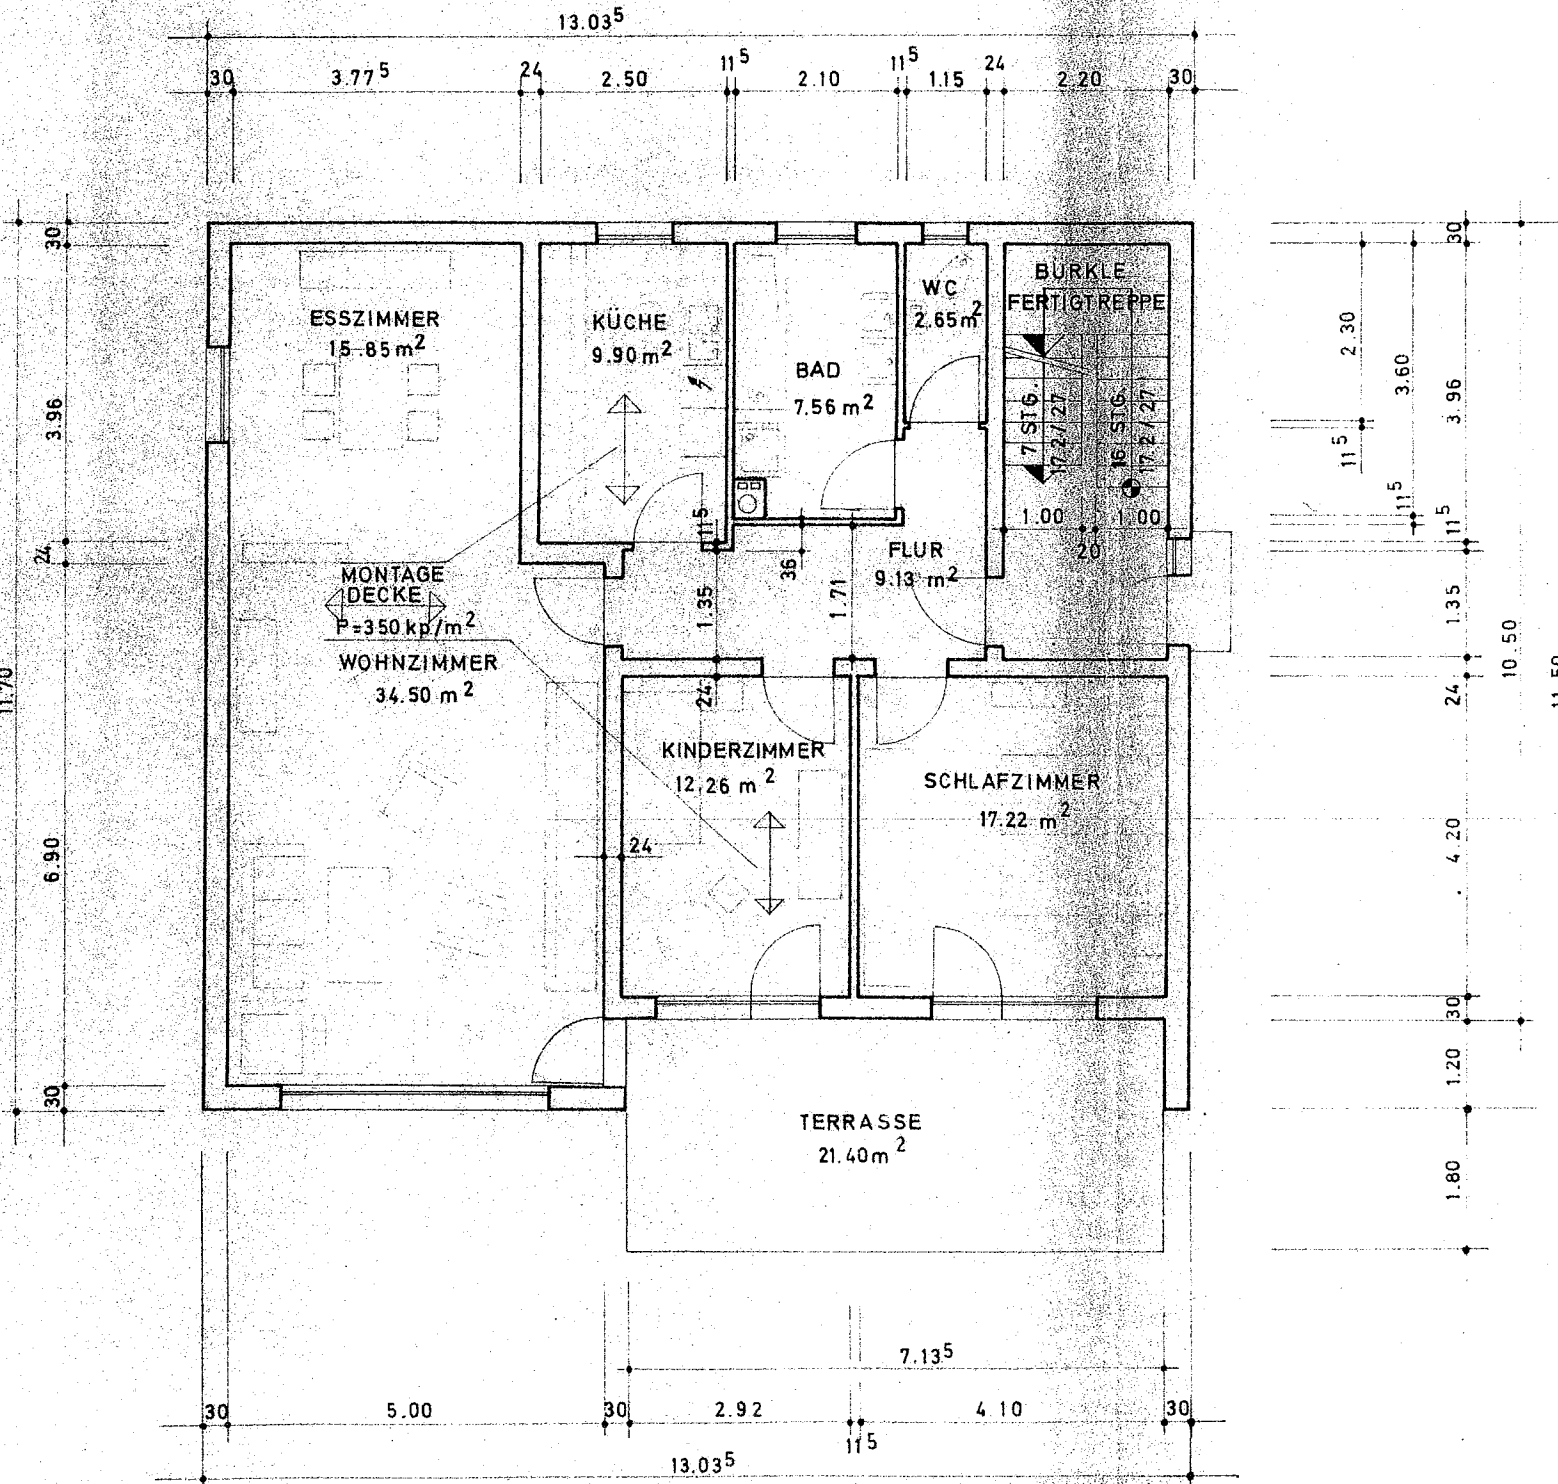 13.03⁵
30 3.77⁵ 24 2.50 11⁵ 2.10 11⁵ 1.15 24 2.20 30
ESSZIMMER
15.85 m²
KÜCHE
9.90 m²
BAD
7.56 m²
WC
2.65 m²
BÜRKLE
FERTIGTREPPE
7 STG.
17.2 / 27
16 STG.
17.2 / 27
1.00 20 1.00
FLUR
9.13 m²
11⁵
36
1.35
1.71
24
MONTAGE
DECKE
P=350 kp/m²
WOHNZIMMER
34.50 m²
KINDERZIMMER
12.26 m²
24
SCHLAFZIMMER
17.22 m²
TERRASSE
21.40 m²
11.70
30
3.96
24
6.90
30
2.30
11⁵
3.60
11⁵
30
3.96
11⁵
1.35
24
4.20
30
1.20
1.80
10.50
11.50
7.13⁵
30 5.00 30 2.92 11⁵ 4.10 30
13.03⁵